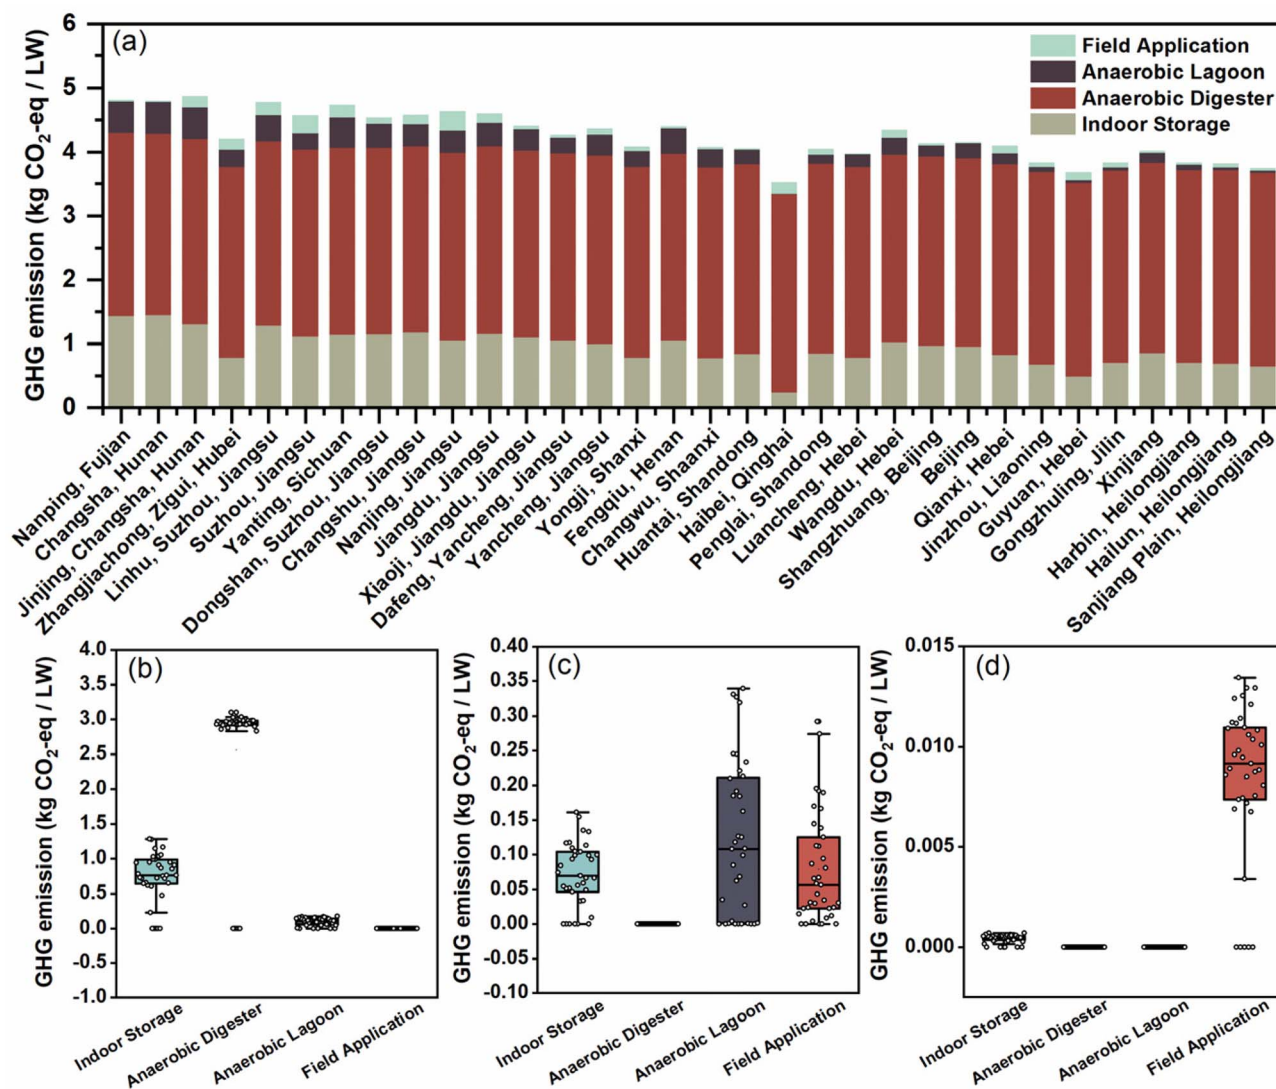 (a)
GHG emission (kg CO₂-eq / LW)
6
5
4
3
2
1
0
Field Application
Anaerobic Lagoon
Anaerobic Digester
Indoor Storage
Nanping, Fujian
Changsha, Hunan
Jinjing, Changsha, Hunan
Zhangjiachong, Zigui, Hubei
Linhu, Suzhou, Jiangsu
Suzhou, Jiangsu
Yanting, Sichuan
Dongshan, Suzhou, Jiangsu
Changshu, Jiangsu
Nanjing, Jiangsu
Jiangdu, Jiangsu
Xiaoji, Jiangdu, Jiangsu
Dafeng, Yancheng, Jiangsu
Yancheng, Jiangsu
Yongji, Shanxi
Fengqiu, Henan
Changwu, Shaanxi
Huantai, Shandong
Haibei, Qinghai
Penglai, Shandong
Luancheng, Hebei
Wangdu, Hebei
Shangzhuang, Beijing
Beijing
Qianxi, Hebei
Jinzhou, Liaoning
Guyuan, Hebei
Gongzhuling, Jilin
Xinjiang
Harbin, Heilongjiang
Hailun, Heilongjiang
Sanjiang Plain, Heilongjiang
(b)
GHG emission (kg CO₂-eq / LW)
4.0
3.5
3.0
2.5
2.0
1.5
1.0
0.5
0.0
-0.5
-1.0
Indoor Storage
Anaerobic Digester
Anaerobic Lagoon
Field Application
(c)
GHG emission (kg CO₂-eq / LW)
0.40
0.35
0.30
0.25
0.20
0.15
0.10
0.05
0.00
-0.05
-0.10
Indoor Storage
Anaerobic Digester
Anaerobic Lagoon
Field Application
(d)
GHG emission (kg CO₂-eq / LW)
0.015
0.010
0.005
0.000
Indoor Storage
Anaerobic Digester
Anaerobic Lagoon
Field Application